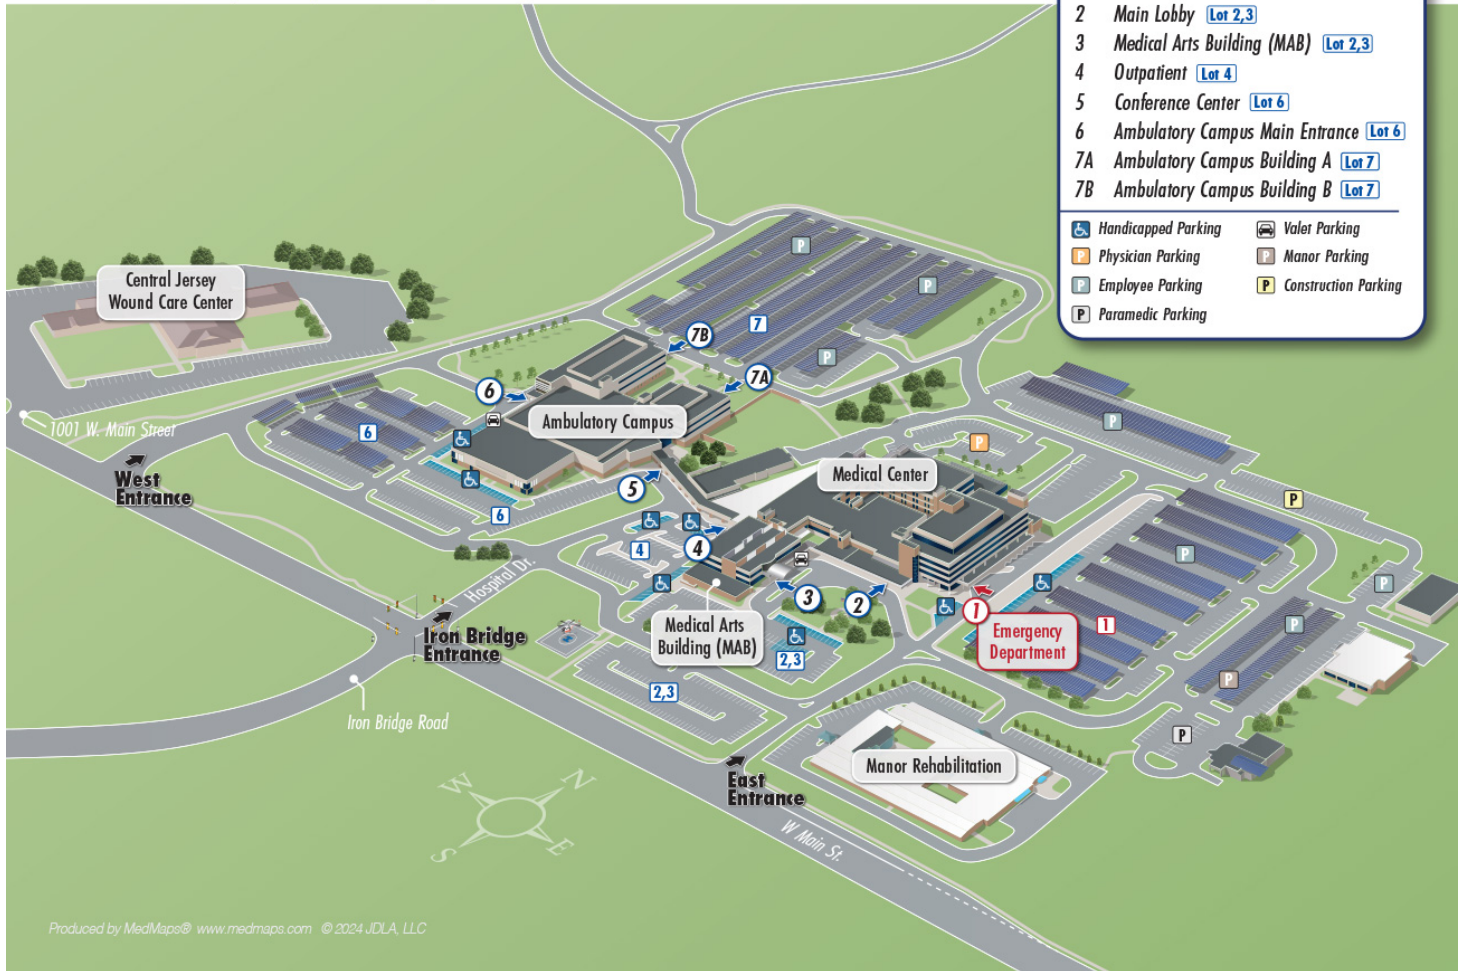 2 Main Lobby Lot 2,3
3 Medical Arts Building (MAB) Lot 2,3
4 Outpatient Lot 4
5 Conference Center Lot 6
6 Ambulatory Campus Main Entrance Lot 6
7A Ambulatory Campus Building A Lot 7
7B Ambulatory Campus Building B Lot 7
Handicapped Parking
Valet Parking
P Physician Parking
P Manor Parking
P Employee Parking
P Construction Parking
P Paramedic Parking
P
P
Central Jersey
Wound Care Center
7
7B
P
7A
6
Ambulatory Campus
P
1001 W. Main Street
6
P
West
Entrance
Medical Center
5
P
6
4
4
P
Hospital Dr.
3
2
1
P
Iron Bridge
Entrance
Medical Arts
Building (MAB)
Emergency
Department
1
P
2,3
2,3
P
Iron Bridge Road
P
Manor Rehabilitation
East
Entrance
W
N
S
E
W Main St.
Produced by MedMaps® www.medmaps.com © 2024 JDLA, LLC